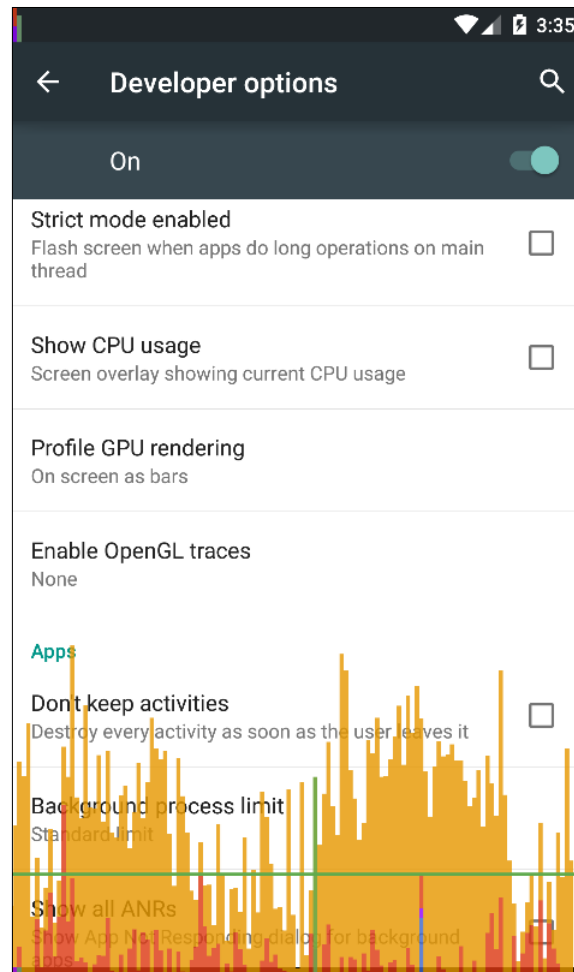 3:35
Developer options
On
Strict mode enabled
Flash screen when apps do long operations on main
thread
Show CPU usage
Screen overlay showing current CPU usage
Profile GPU rendering
On screen as bars
Enable OpenGL traces
None
Apps
Don't keep activities
Destroy every activity as soon as the user leaves it
Background process limit
Standard limit
Show all ANRs
Show App Not Responding dialog for background
apps